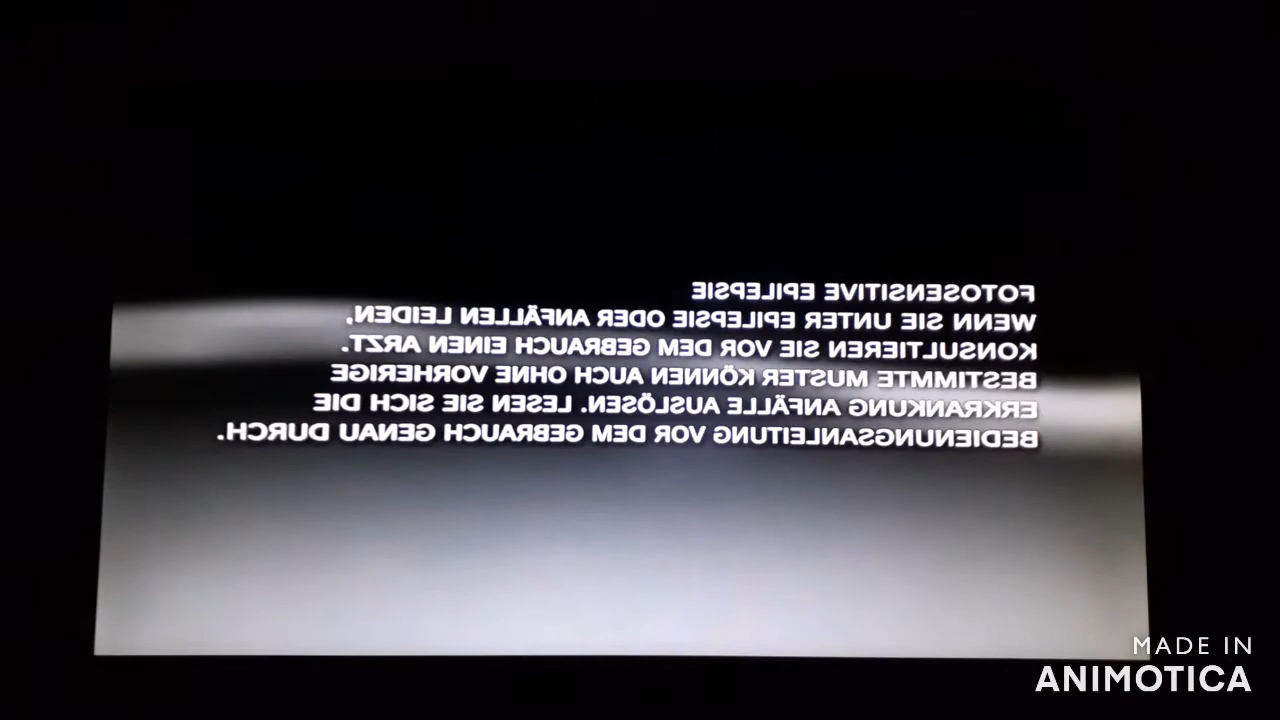 FOTOSENSITIVE EPILEPSIE
WENN SIE UNTER EPILEPSIE ODER ANFÄLLEN LEIDEN,
KONSULTIEREN SIE VOR DEM GEBRAUCH EINEN ARZT.
BESTIMMTE MUSTER KÖNNEN AUCH OHNE VORHERIGE
ERKRANKUNG ANFÄLLE AUSLÖSEN. LESEN SIE SICH DIE
BEDIENUNGSANLEITUNG VOR DEM GEBRAUCH GENAU DURCH.
MADE IN
ANIMOTICA